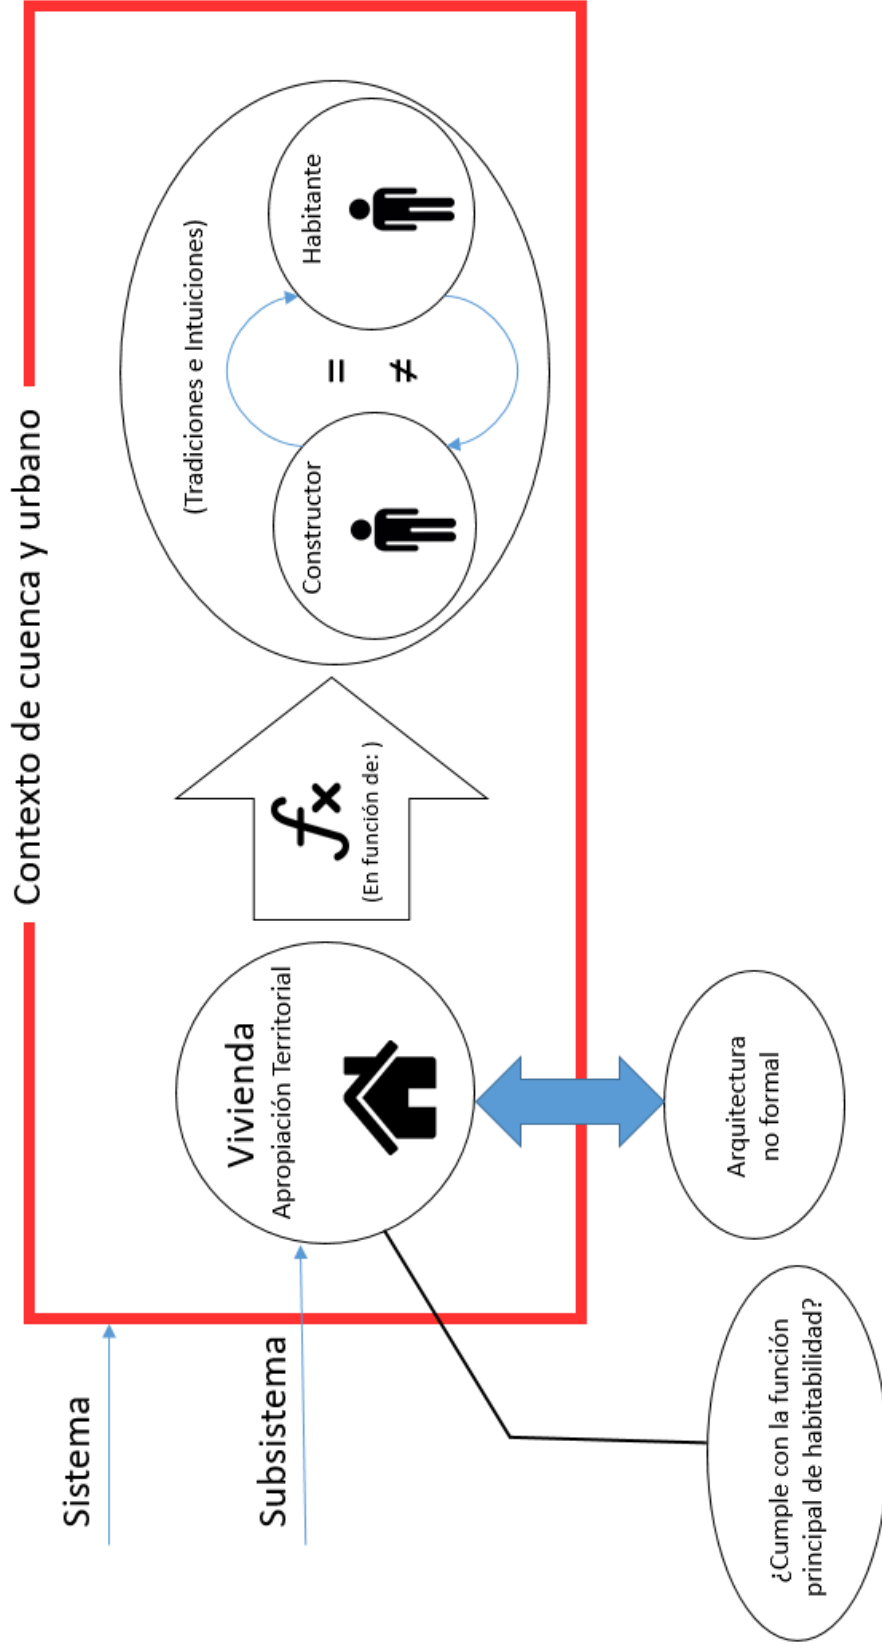 Contexto de cuenca y urbano
Sistema
Subsistema
Vivienda
Apropiación Territorial
fx
(En función de: )
(Tradiciones e Intuiciones)
Constructor
=
≠
Habitante
Arquitectura
no formal
¿Cumple con la función
principal de habitabilidad?